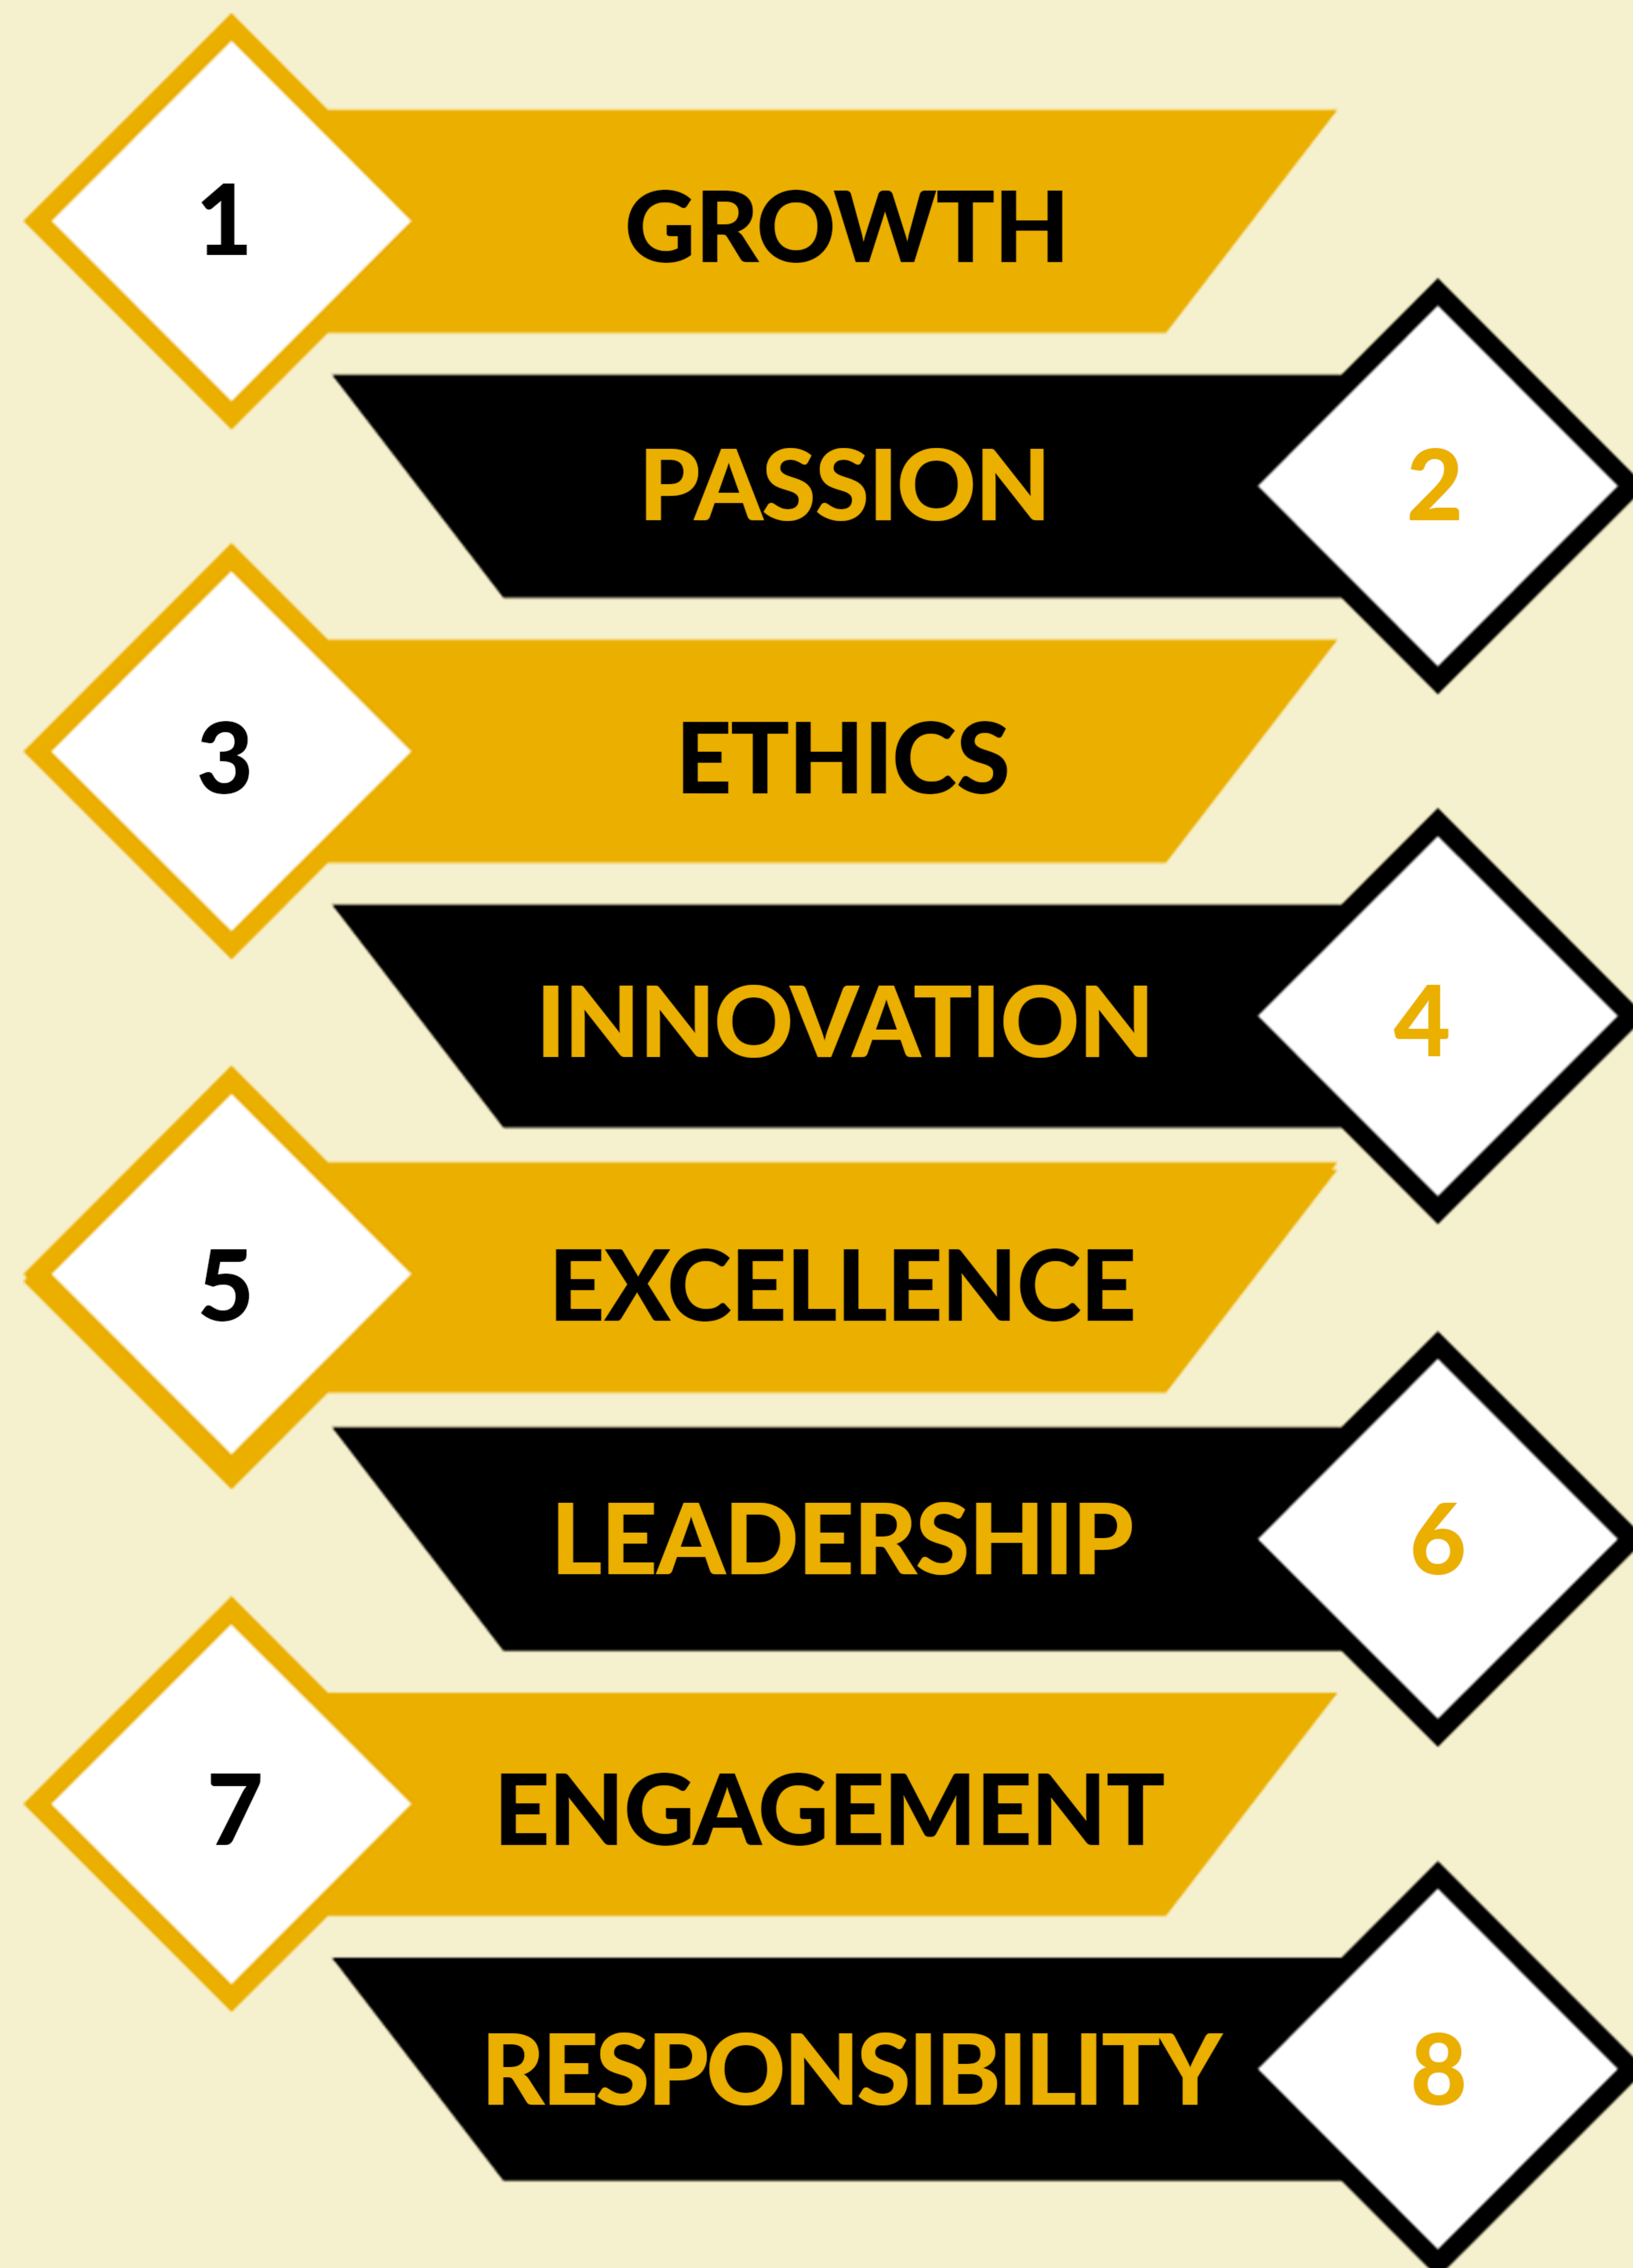 1 GROWTH
PASSION 2
3 ETHICS
INNOVATION 4
5 EXCELLENCE
LEADERSHIP 6
7 ENGAGEMENT
RESPONSIBILITY 8